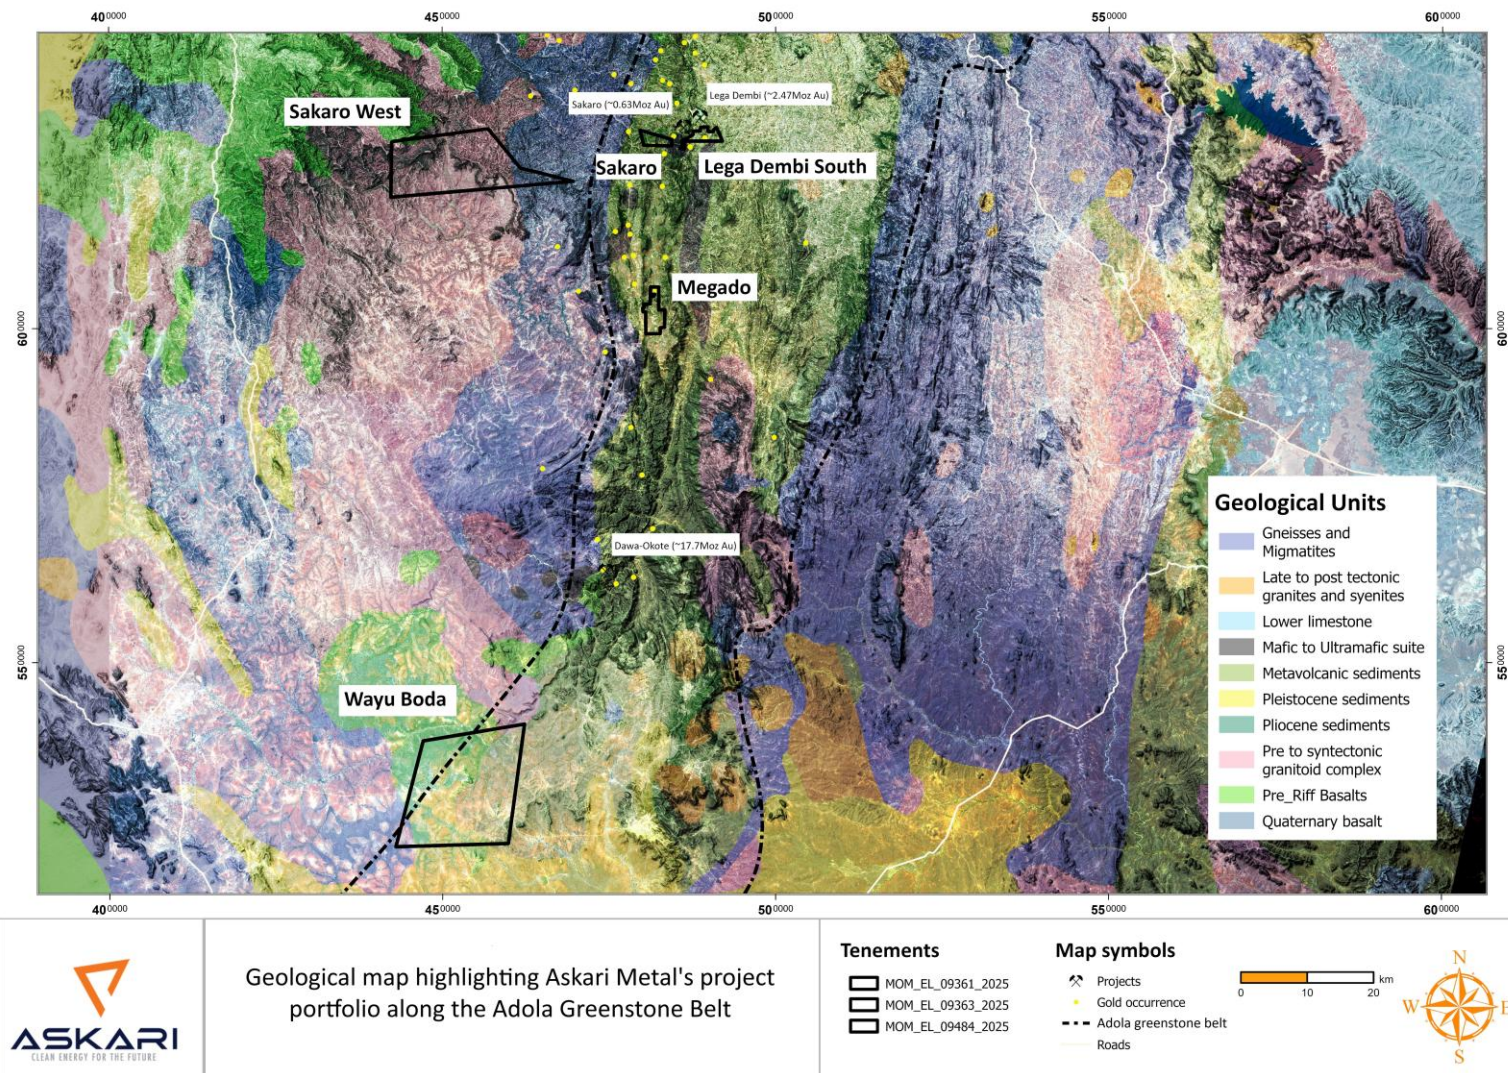 400000
450000
500000
550000
600000
600000
600000
550000
550000
Sakaro West
Sakaro (~0.63Moz Au)
Lega Dembi (~2.47Moz Au)
Sakaro
Lega Dembi South
Megado
Dawa-Okote (~17.7Moz Au)
Wayu Boda
Geological Units
Gneisses and
Migmatites
Late to post tectonic
granites and syenites
Lower limestone
Mafic to Ultramafic suite
Metavolcanic sediments
Pleistocene sediments
Pliocene sediments
Pre to syntectonic
granitoid complex
Pre_Riff Basalts
Quaternary basalt
400000
450000
500000
550000
600000
ASKARI
CLEAN ENERGY FOR THE FUTURE
Geological map highlighting Askari Metal's project
portfolio along the Adola Greenstone Belt
Tenements
MOM_EL_09361_2025
MOM_EL_09363_2025
MOM_EL_09484_2025
Map symbols
Projects
Gold occurrence
Adola greenstone belt
Roads
km
0 10 20
N
W E
S